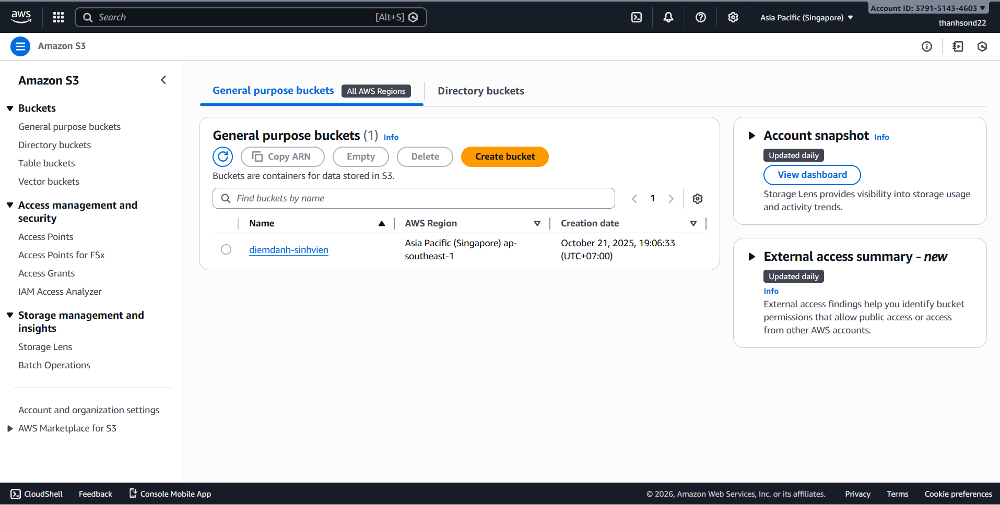 aws
Search
[Alt+S]
Asia Pacific (Singapore)
Account ID: 3791-5143-4603
thanhsond22
Amazon S3
Amazon S3
Buckets
General purpose buckets
Directory buckets
Table buckets
Vector buckets
Access management and
security
Access Points
Access Points for FSx
Access Grants
IAM Access Analyzer
Storage management and
insights
Storage Lens
Batch Operations
Account and organization settings
AWS Marketplace for S3
General purpose buckets All AWS Regions
Directory buckets
General purpose buckets (1) Info
Copy ARN
Empty
Delete
Create bucket
Buckets are containers for data stored in S3.
Find buckets by name
1
Name
AWS Region
Creation date
diemdanh-sinhvien
Asia Pacific (Singapore) ap-
southeast-1
October 21, 2025, 19:06:33
(UTC+07:00)
Account snapshot Info
Updated daily
View dashboard
Storage Lens provides visibility into storage usage
and activity trends.
External access summary - new
Updated daily
Info
External access findings help you identify bucket
permissions that allow public access or access
from other AWS accounts.
CloudShell
Feedback
Console Mobile App
© 2026, Amazon Web Services, Inc. or its affiliates.
Privacy
Terms
Cookie preferences